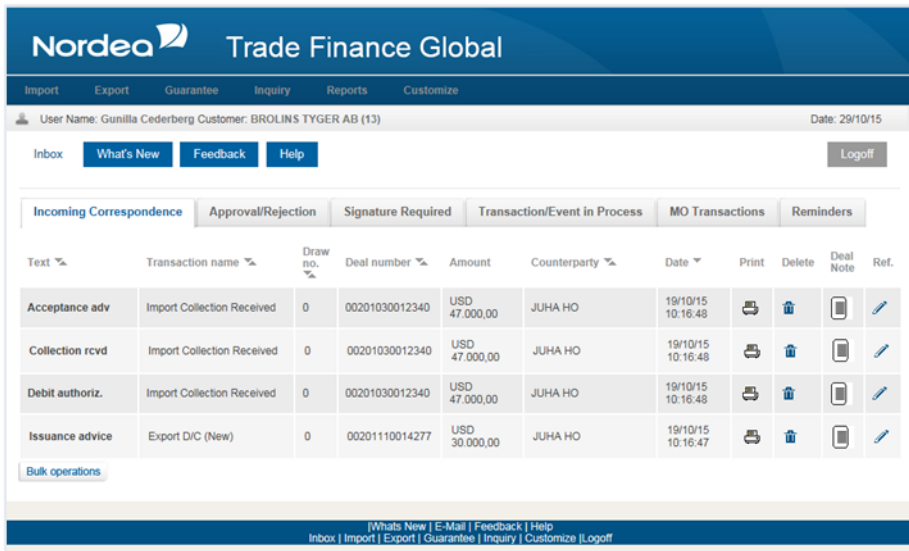 Nordea Trade Finance Global
Import Export Guarantee Inquiry Reports Customize
User Name: Gunilla Cederberg Customer: BROLINS TYGER AB (13) Date: 29/10/15
Inbox What's New Feedback Help Logoff
Incoming Correspondence Approval/Rejection Signature Required Transaction/Event in Process MO Transactions Reminders
Text Transaction name Draw no. Deal number Amount Counterparty Date Print Delete Deal Note Ref.
Acceptance adv Import Collection Received 0 00201030012340 USD 47.000,00 JUHA HO 19/10/15 10:16:48
Collection rcvd Import Collection Received 0 00201030012340 USD 47.000,00 JUHA HO 19/10/15 10:16:48
Debit authoriz. Import Collection Received 0 00201030012340 USD 47.000,00 JUHA HO 19/10/15 10:16:48
Issuance advice Export D/C (New) 0 00201110014277 USD 30.000,00 JUHA HO 19/10/15 10:16:47
Bulk operations
|Whats New | E-Mail | Feedback | Help
Inbox | Import | Export | Guarantee | Inquiry | Customize |Logoff